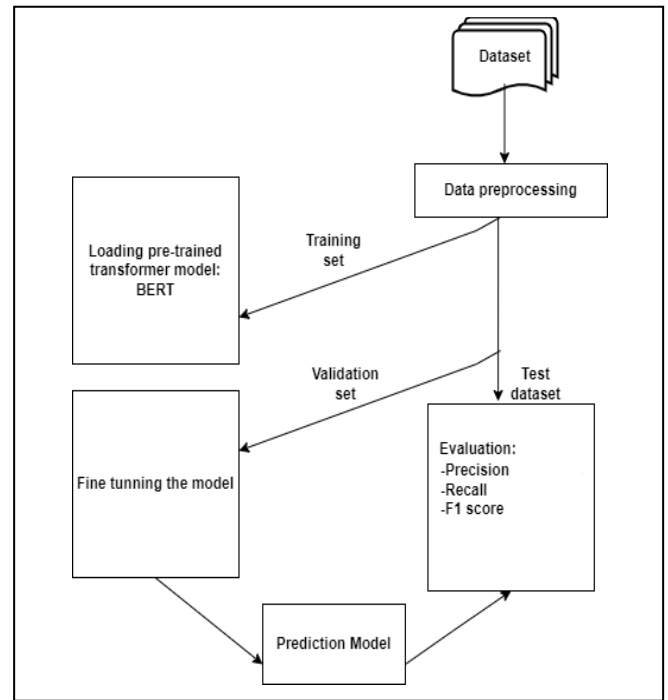 Dataset
Data preprocessing
Training
set
Loading pre-trained
transformer model:
BERT
Validation
set
Test
dataset
Fine tunning the model
Evaluation:
-Precision
-Recall
-F1 score
Prediction Model